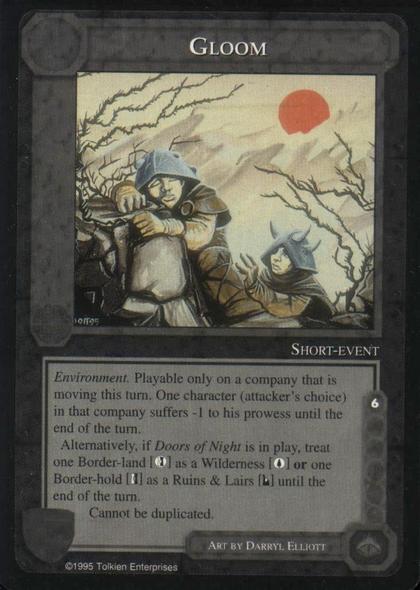 GLOOM
SHORT-EVENT
Environment. Playable only on a company that is
moving this turn. One character (attacker's choice)
in that company suffers -1 to his prowess until the
end of the turn.
Alternatively, if Doors of Night is in play, treat
one Border-land [] as a Wilderness [] or one
Border-hold [] as a Ruins & Lairs [] until the
end of the turn.
Cannot be duplicated.
6
ART BY DARRYL ELLIOTT
©1995 Tolkien Enterprises